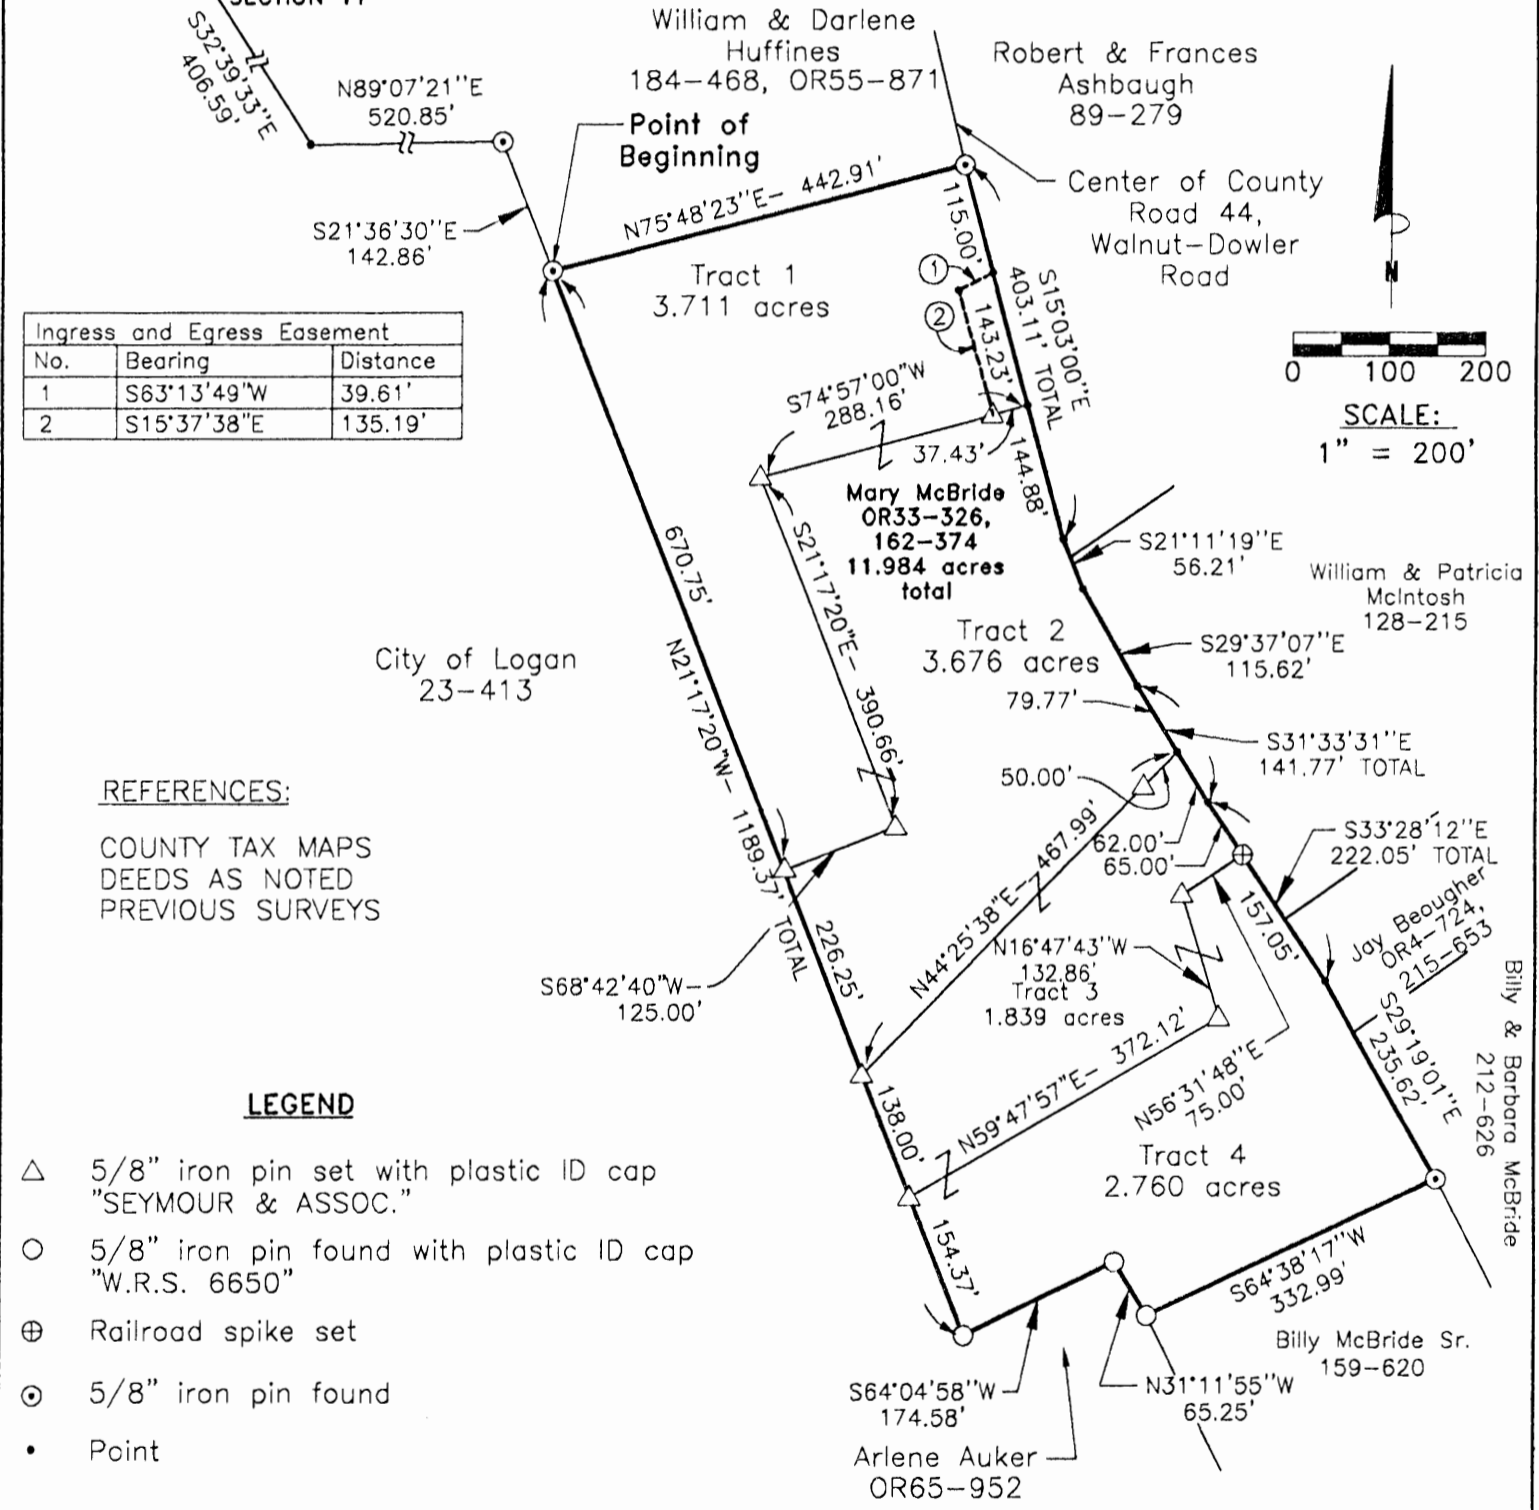 S32°39'33"E
406.59'
N89°07'21"E
520.85'
William & Darlene
Huffines
184-468, OR55-871
Robert & Frances
Ashbaugh
89-279
Point of
Beginning
Center of County
Road 44,
Walnut-Dowler
Road
N
S21°36'30"E
142.86'
N75°48'23"E- 442.91'
115.00'
Tract 1
3.711 acres
1
2
143.23'
S15°03'00"E
403.11' TOTAL
0 100 200
SCALE:
1" = 200'
Ingress and Egress Easement
No. Bearing Distance
1 S63°13'49"W 39.61'
2 S15°37'38"E 135.19'
S74°57'00"W
288.16'
37.43'
144.88'
Mary McBride
OR33-326,
162-374
11.984 acres
total
S21°11'19"E
56.21'
William & Patricia
McIntosh
128-215
670.75'
S21°17'20"E- 390.66'
Tract 2
3.676 acres
S29°37'07"E
115.62'
City of Logan
23-413
N21°17'20"W- 1189.37' TOTAL
79.77'
S31°33'31"E
141.77' TOTAL
50.00'
62.00'
65.00'
S33°28'12"E
222.05' TOTAL
REFERENCES:
COUNTY TAX MAPS
DEEDS AS NOTED
PREVIOUS SURVEYS
N44°25'38"E- 467.99'
157.05'
Jay Beougher
OR4-724,
215-653
226.25'
N16°47'43"W
132.86'
Tract 3
1.839 acres
S68°42'40"W-
125.00'
S29°19'01"E
235.62'
Billy & Barbara McBride
212-626
138.00'
N59°47'57"E- 372.12'
N56°31'48"E
75.00'
Tract 4
2.760 acres
154.37'
S64°38'17"W
332.99'
Billy McBride Sr.
159-620
S64°04'58"W
174.58'
N31°11'55"W
65.25'
Arlene Auker
OR65-952
LEGEND
5/8" iron pin set with plastic ID cap
"SEYMOUR & ASSOC."
5/8" iron pin found with plastic ID cap
"W.R.S. 6650"
Railroad spike set
5/8" iron pin found
Point